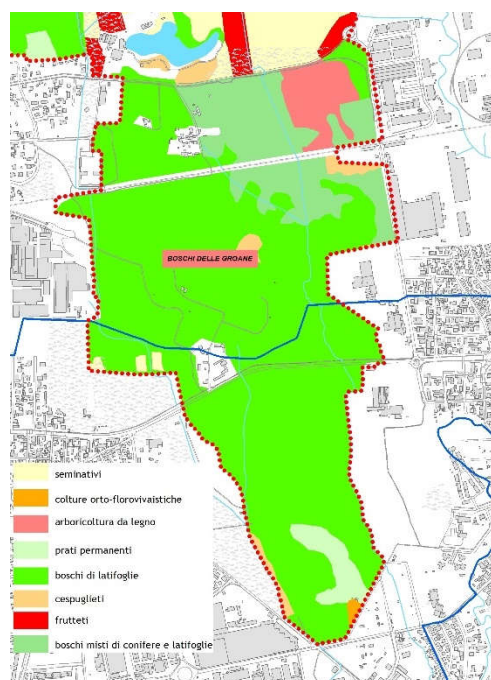 BOSCHI DELLE GROANE
seminativi
colture orto-florovivaistiche
arboricoltura da legno
prati permanenti
boschi di latifoglie
cespuglieti
frutteti
boschi misti di conifere e latifoglie